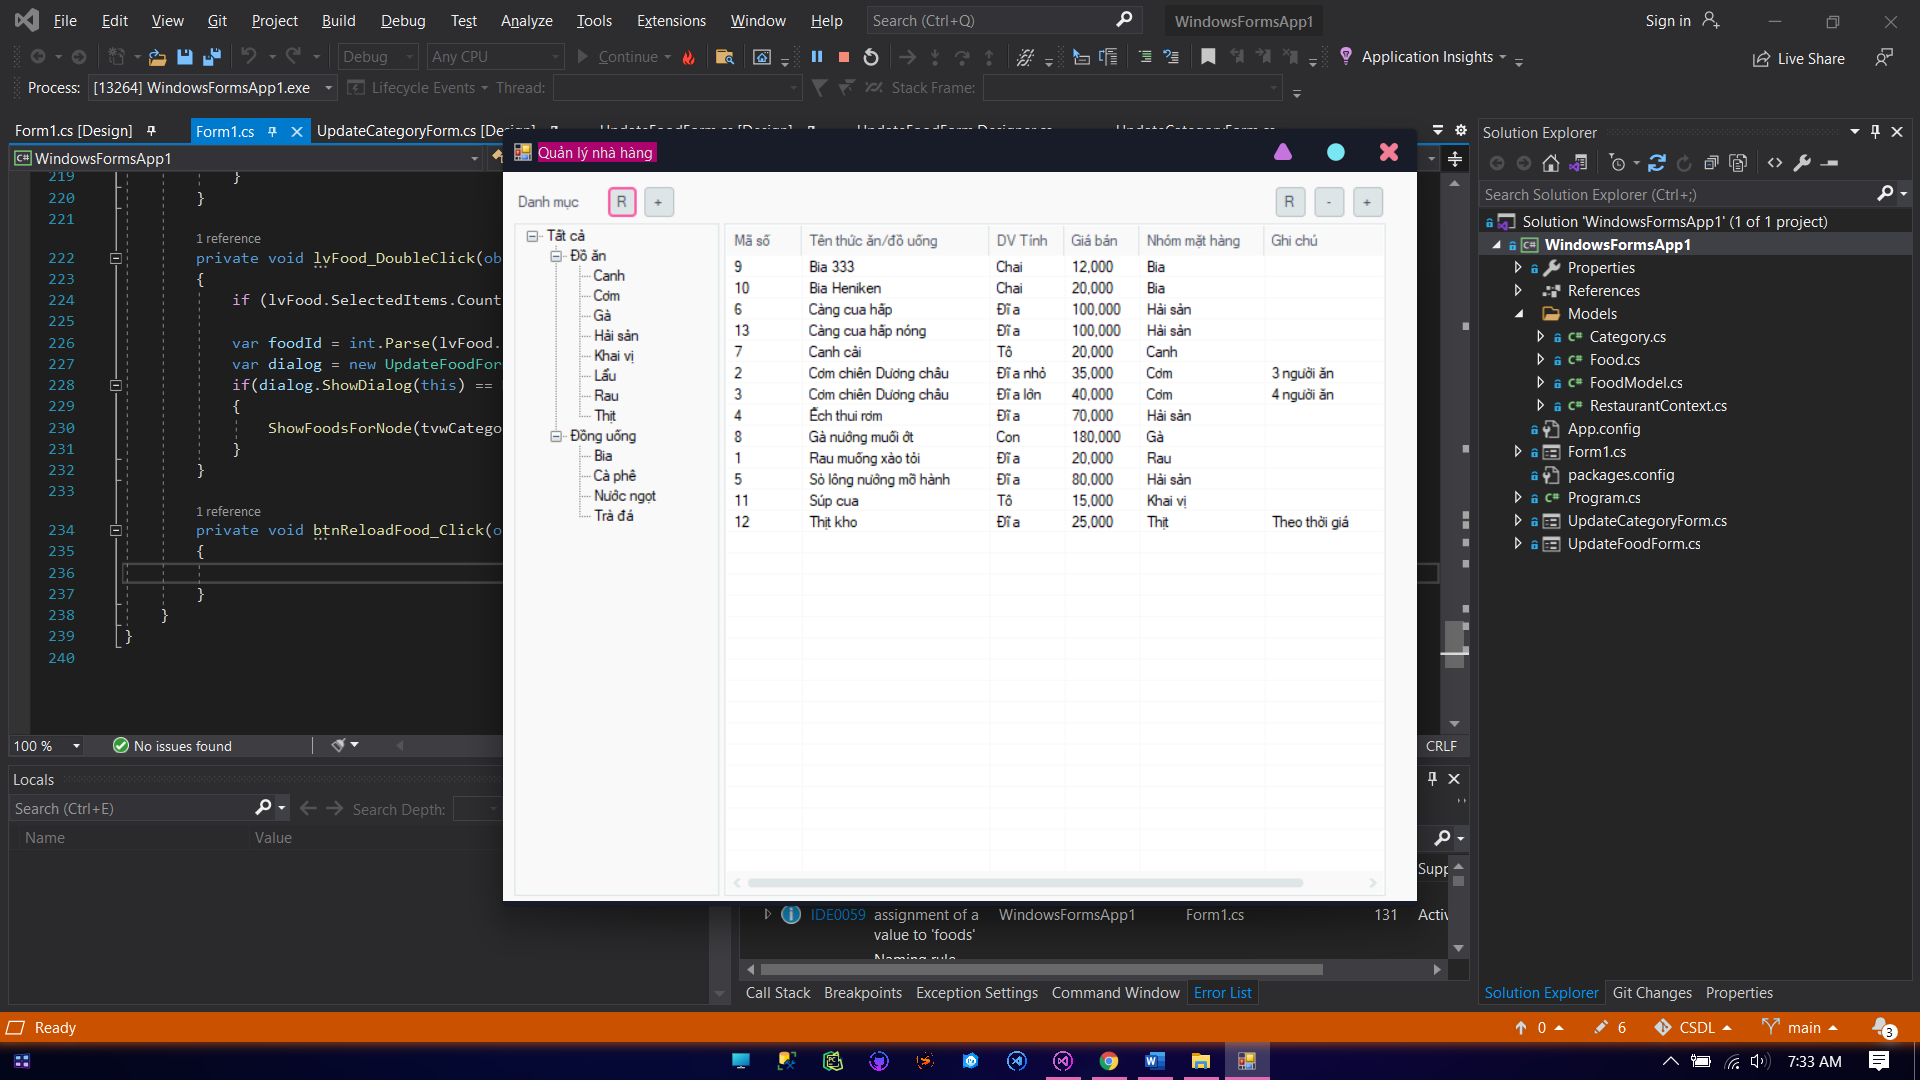 File Edit View Git Project Build Debug Test Analyze Tools Extensions Window Help Search (Ctrl+Q) WindowsFormsApp1 Sign in
Debug Any CPU Continue Application Insights Live Share
Process: [13264] WindowsFormsApp1.exe Lifecycle Events Thread: Stack Frame:
Form1.cs [Design] Form1.cs UpdateCategoryForm.cs [Design]
WindowsFormsApp1
219 }
220 }
221
1 reference
222 private void lvFood_DoubleClick(ob
223 {
224 if (lvFood.SelectedItems.Count
225
226 var foodId = int.Parse(lvFood.
227 var dialog = new UpdateFoodFor
228 if(dialog.ShowDialog(this) ==
229 {
230 ShowFoodsForNode(tvwCatego
231 }
232 }
233
1 reference
234 private void btnReloadFood_Click(o
235 {
236
237 }
238 }
239 }
240
100 % No issues found CRLF
Locals
Search (Ctrl+E) Search Depth:
Name Value
Quản lý nhà hàng
Danh mục R + R - +
Tất cả
Đồ ăn
Canh
Cơm
Gà
Hải sản
Khai vị
Lẩu
Rau
Thịt
Đồng uống
Bia
Cà phê
Nước ngọt
Trà đá
Mã số Tên thức ăn/đồ uống DV Tính Giá bán Nhóm mặt hàng Ghi chú
9 Bia 333 Chai 12,000 Bia
10 Bia Heniken Chai 20,000 Bia
6 Càng cua hấp Đĩa 100,000 Hải sản
13 Càng cua hấp nóng Đĩa 100,000 Hải sản
7 Canh cải Tô 20,000 Canh
2 Cơm chiên Dương châu Đĩa nhỏ 35,000 Cơm 3 người ăn
3 Cơm chiên Dương châu Đĩa lớn 40,000 Cơm 4 người ăn
4 Ếch thui rơm Đĩa 70,000 Hải sản
8 Gà nướng muối ớt Con 180,000 Gà
1 Rau muống xào tỏi Đĩa 20,000 Rau
5 Sò lông nướng mỡ hành Đĩa 80,000 Hải sản
11 Súp cua Tô 15,000 Khai vị
12 Thịt kho Đĩa 25,000 Thịt Theo thời giá
Supp
IDE0059 assignment of a WindowsFormsApp1 Form1.cs 131 Activ
value to 'foods'
Naming rule
Call Stack Breakpoints Exception Settings Command Window Error List
Solution Explorer
Search Solution Explorer (Ctrl+;)
Solution 'WindowsFormsApp1' (1 of 1 project)
WindowsFormsApp1
Properties
References
Models
Category.cs
Food.cs
FoodModel.cs
RestaurantContext.cs
App.config
Form1.cs
packages.config
Program.cs
UpdateCategoryForm.cs
UpdateFoodForm.cs
Solution Explorer Git Changes Properties
Ready 0 6 CSDL main 3
7:33 AM